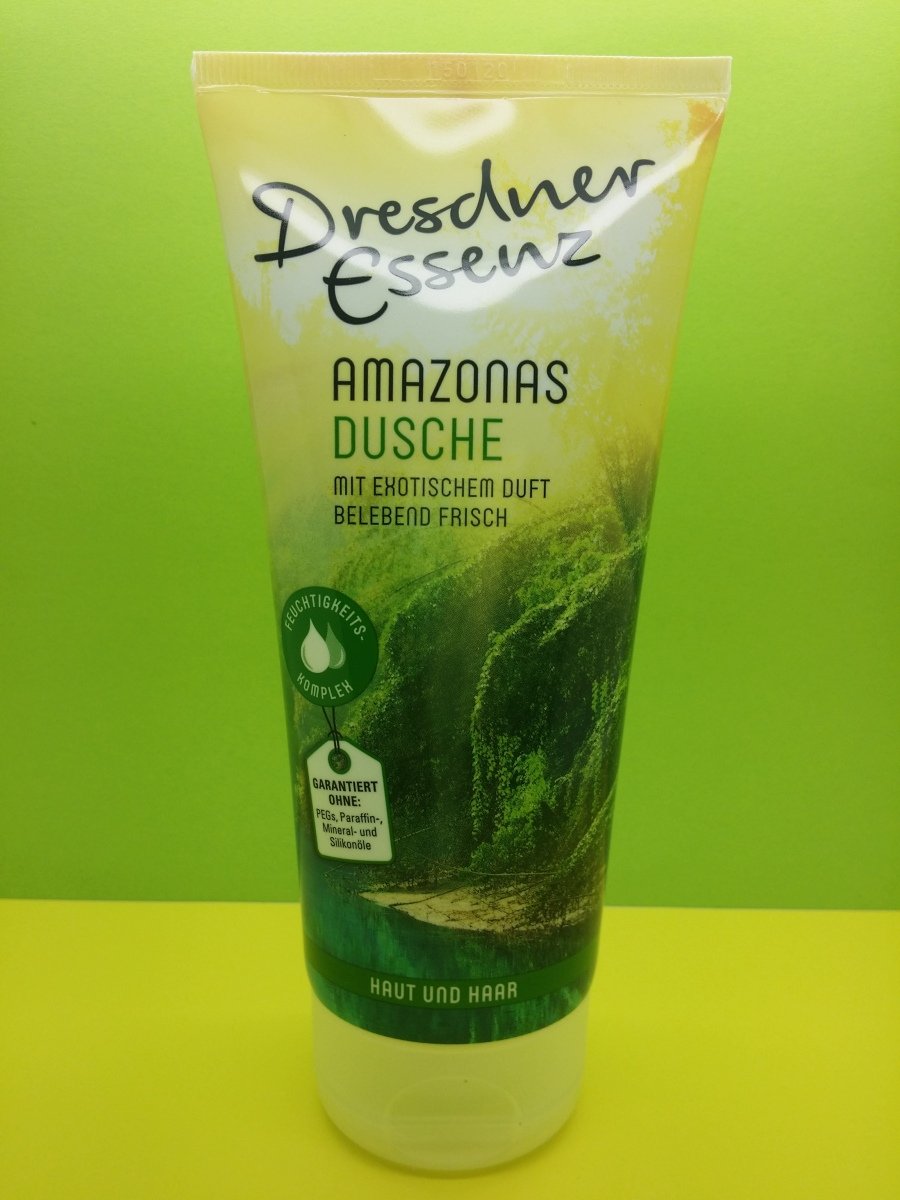 Dresdner
Essenz
AMAZONAS
DUSCHE
MIT EXOTISCHEM DUFT
BELEBEND FRISCH
FEUCHTIGKEITS-
KOMPLEX
GARANTIERT
OHNE:
PEGs, Paraffin-,
Mineral- und
Silikonöle
HAUT UND HAAR